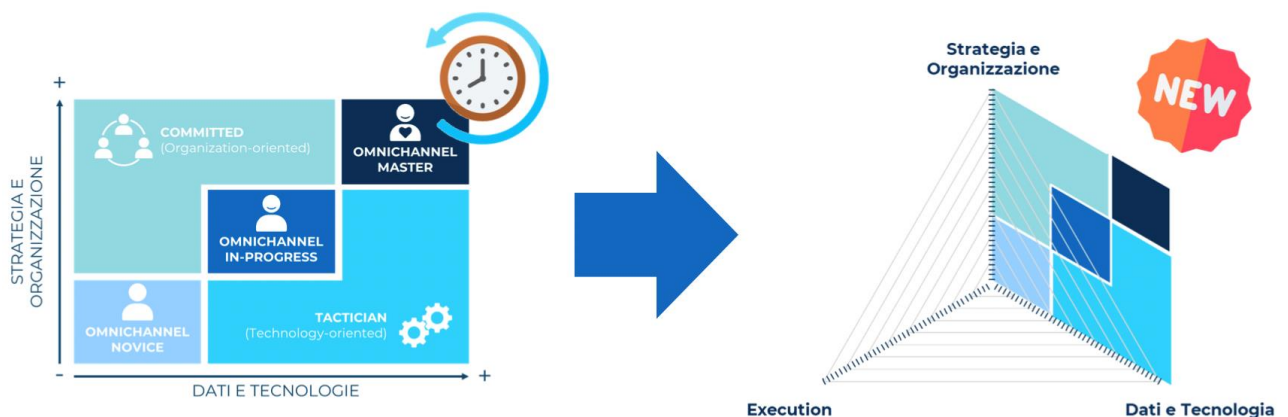 +
STRATEGIA E
ORGANIZZAZIONE
COMMITTED
(Organization-oriented)
OMNICHANNEL
MASTER
OMNICHANNEL
IN-PROGRESS
OMNICHANNEL
NOVICE
TACTICIAN
(Technology-oriented)
-
+
DATI E TECNOLOGIE
Strategia e
Organizzazione
NEW
Execution
Dati e Tecnologia